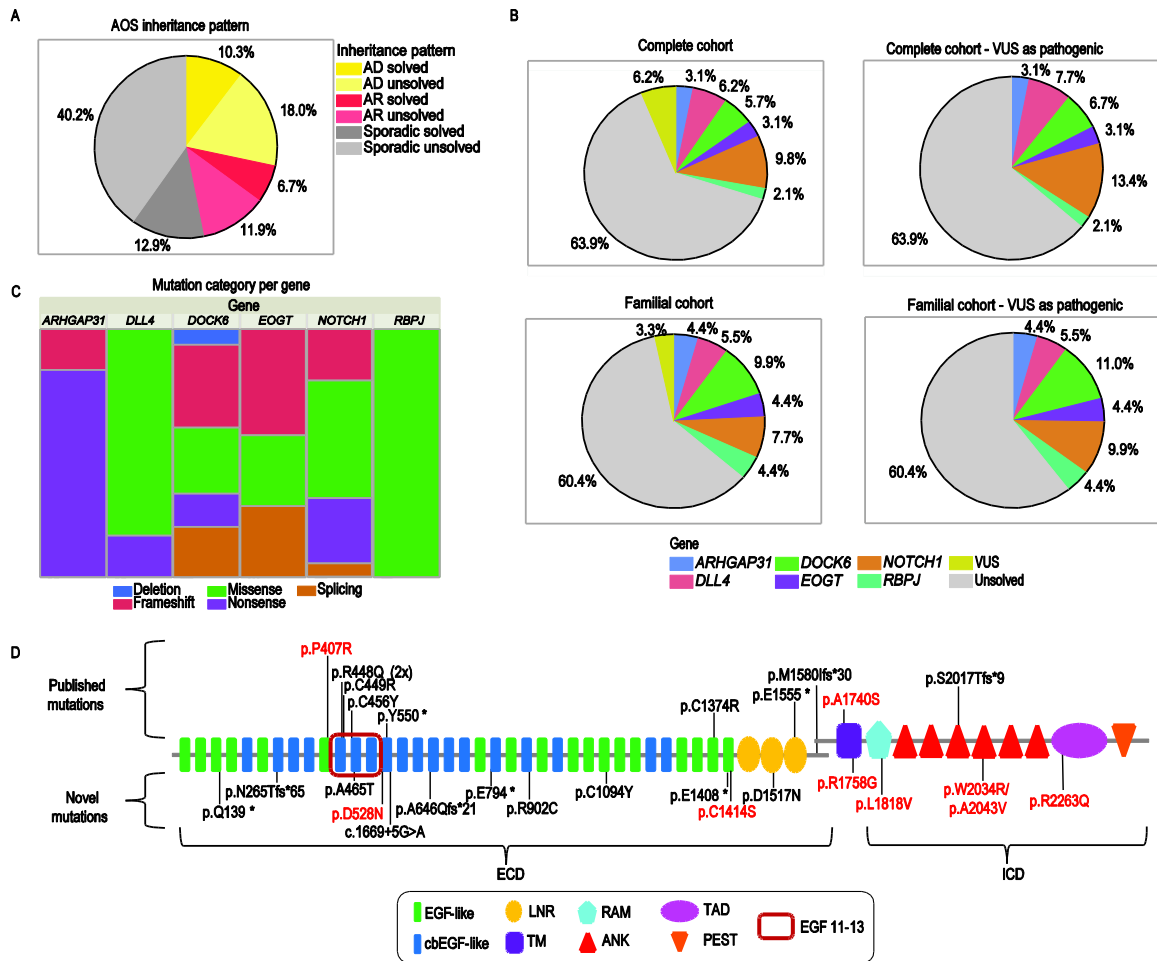 A
AOS inheritance pattern
10.3%
18.0%
6.7%
11.9%
12.9%
40.2%
Inheritance pattern
AD solved
AD unsolved
AR solved
AR unsolved
Sporadic solved
Sporadic unsolved
B
Complete cohort
6.2%
3.1%
6.2%
5.7%
3.1%
9.8%
2.1%
63.9%
Complete cohort - VUS as pathogenic
3.1%
7.7%
6.7%
3.1%
13.4%
2.1%
63.9%
Familial cohort
3.3%
4.4%
5.5%
9.9%
4.4%
7.7%
4.4%
60.4%
Familial cohort - VUS as pathogenic
4.4%
5.5%
11.0%
4.4%
9.9%
4.4%
60.4%
Gene
ARHGAP31 DOCK6 NOTCH1 VUS
DLL4 EOGT RBPJ Unsolved
C
Mutation category per gene
Gene
ARHGAP31 DLL4 DOCK6 EOGT NOTCH1 RBPJ
Deletion Missense Splicing
Frameshift Nonsense
D
Published mutations
p.P407R
p.R448Q (2x)
p.C449R
p.C456Y
p.Y550 *
p.C1374R
p.E1555 *
p.M1580Ifs*30
p.A1740S
p.S2017Tfs*9
Novel mutations
p.Q139 *
p.N265Tfs*65
p.A465T
p.D528N
c.1669+5G>A
p.A646Qfs*21
p.E794 *
p.R902C
p.C1094Y
p.E1408 *
p.C1414S
p.D1517N
p.R1758G
p.L1818V
p.W2034R/
p.A2043V
p.R2263Q
ECD
ICD
EGF-like LNR RAM TAD EGF 11-13
cbEGF-like TM ANK PEST